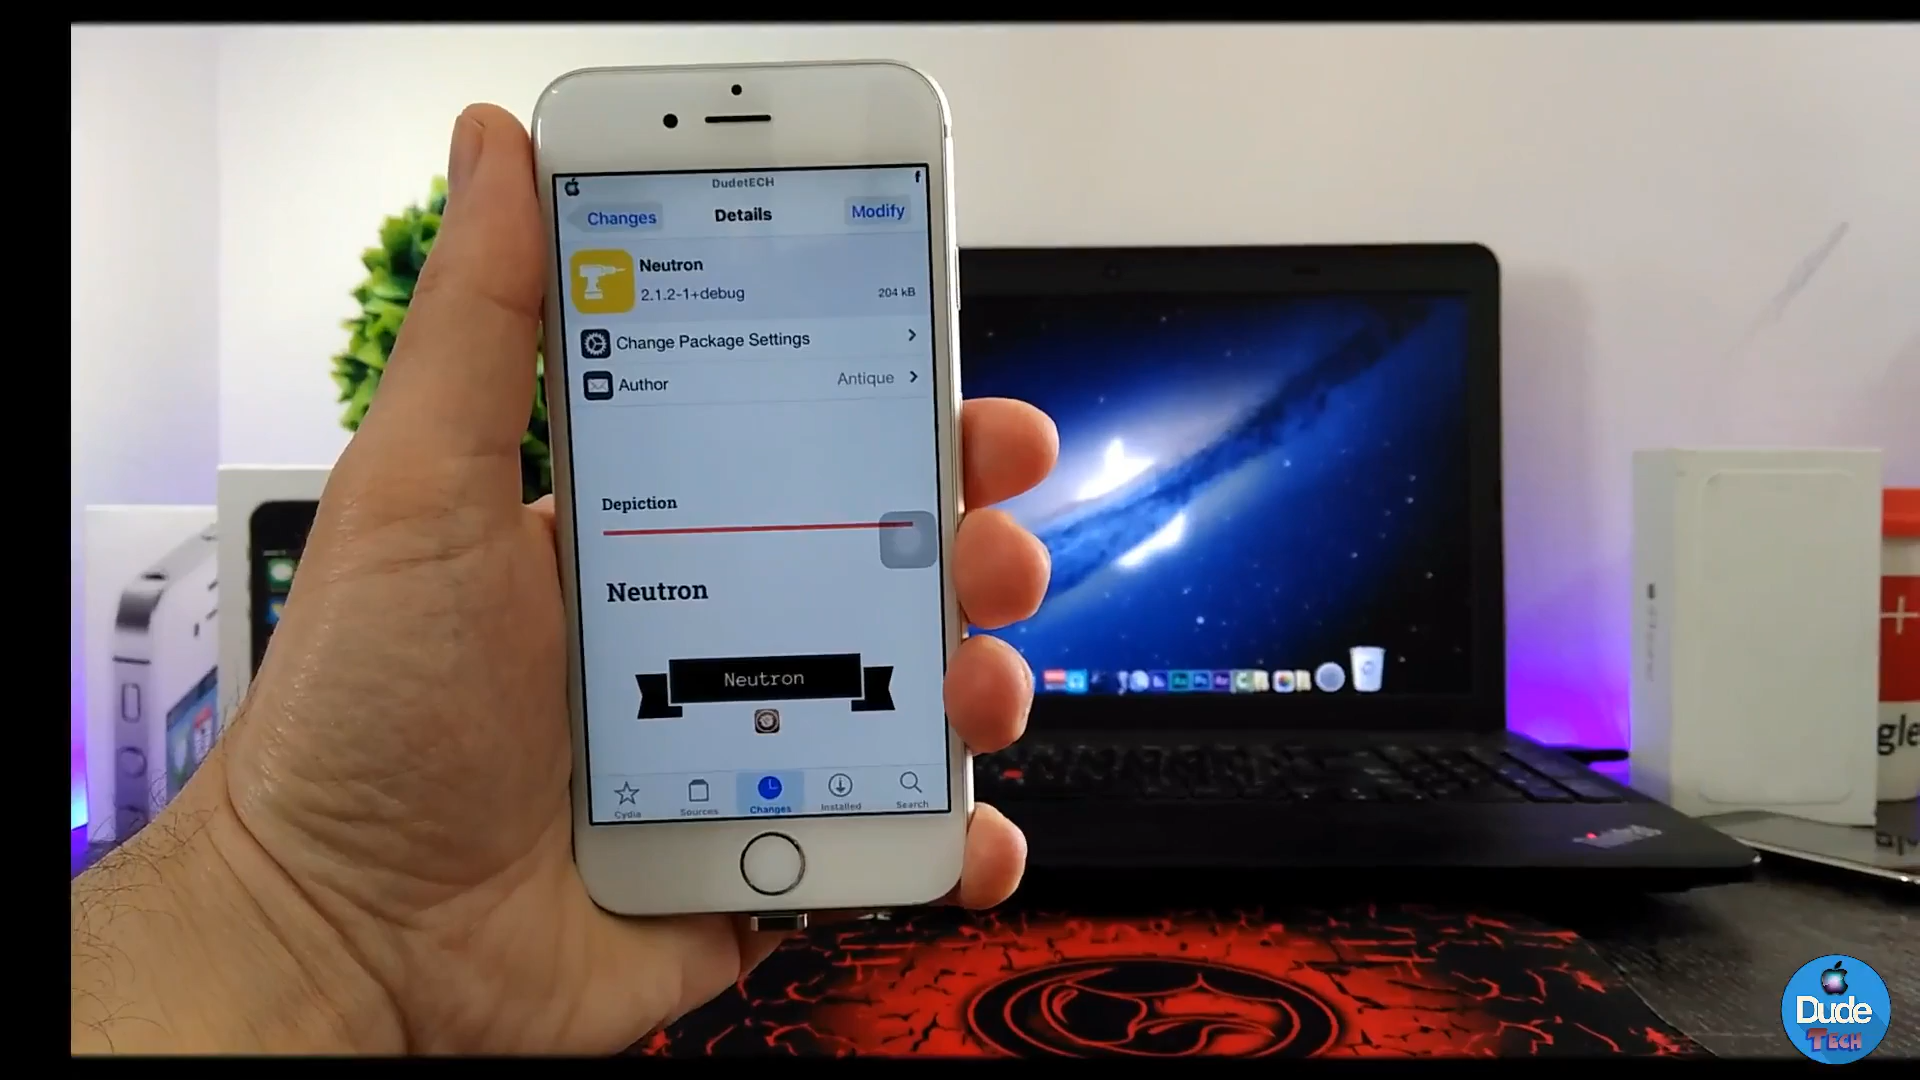 DudetECH
Changes
Details
Modify
Neutron
2.1.2-1+debug
204 kB
Change Package Settings
Author
Antique
Depiction
Neutron
Neutron
Cydia
Sources
Changes
Installed
Search
gle
Dude
TECH